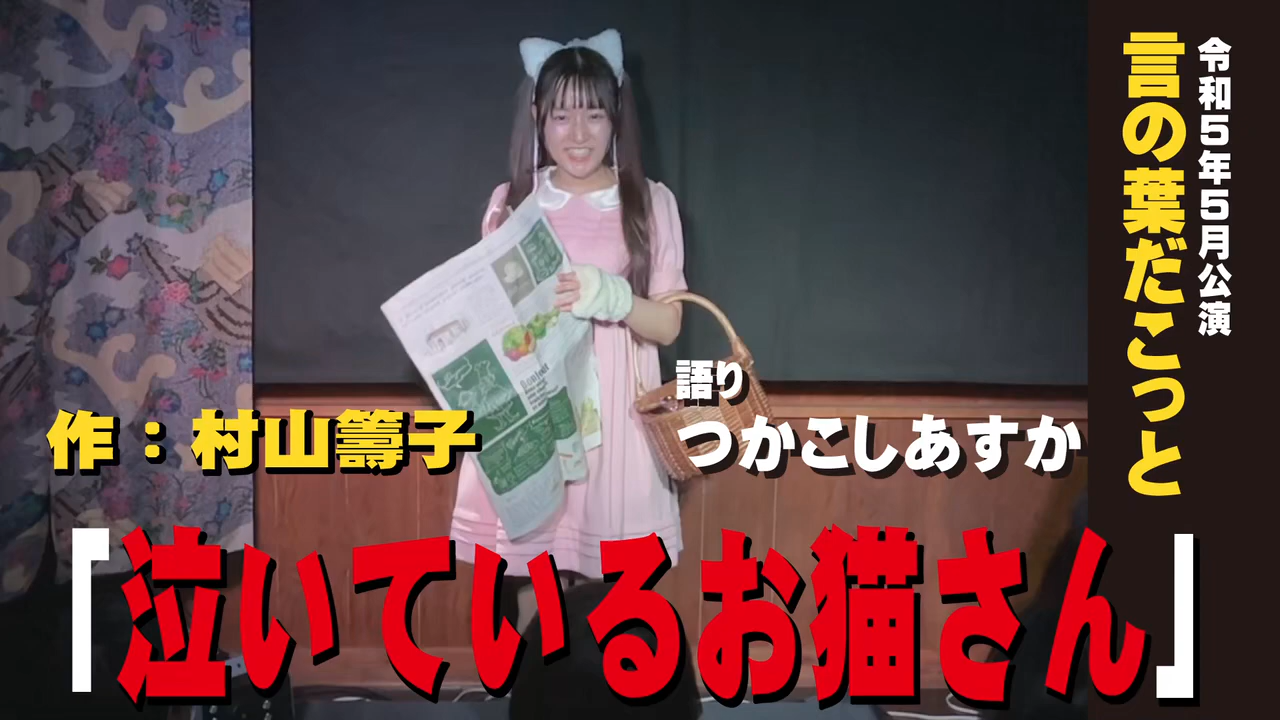 令和5年5月公演
言の葉だこっと
語り
つかこしあすか
作：村山籌子
「泣いているお猫さん」